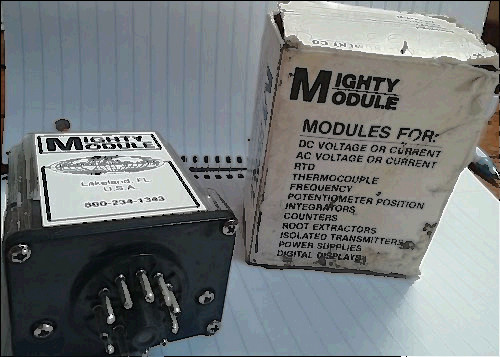 MIGHTY
MODULE
Lakeland, FL
U.S.A
800-234-1343
MIGHTY
MODULE
MODULES FOR:
DC VOLTAGE OR CURRENT
AC VOLTAGE OR CURRENT
RTD
THERMOCOUPLE
FREQUENCY
POTENTIOMETER POSITION
INTEGRATORS
COUNTERS
ROOT EXTRACTORS
ISOLATED TRANSMITTERS
POWER SUPPLIES
DIGITAL DISPLAYS